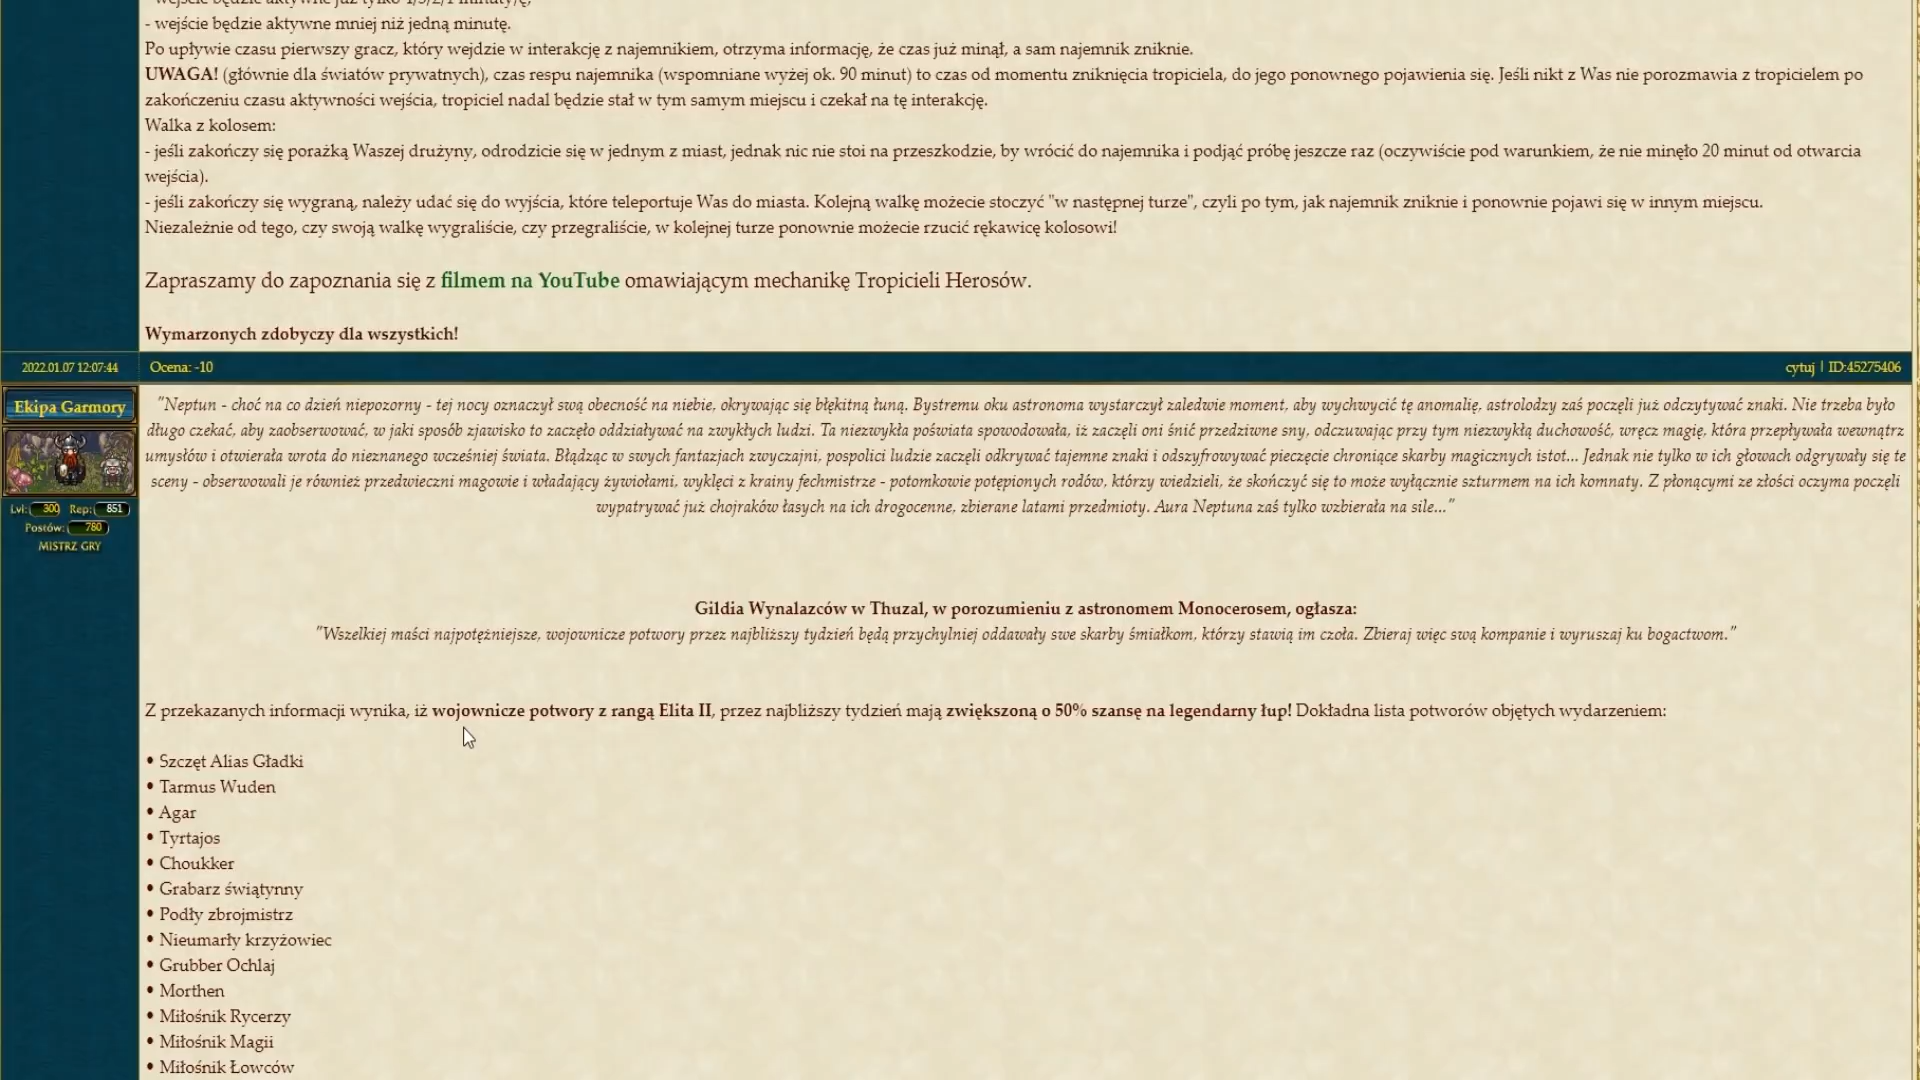 - wejście będzie aktywne już tylko 4/3/2/1 minuty/ę,
- wejście będzie aktywne mniej niż jedną minutę.
Po upływie czasu pierwszy gracz, który wejdzie w interakcję z najemnikiem, otrzyma informację, że czas już minął, a sam najemnik zniknie.
UWAGA! (głównie dla światów prywatnych), czas respu najemnika (wspomniane wyżej ok. 90 minut) to czas od momentu zniknięcia tropiciela, do jego ponownego pojawienia się. Jeśli nikt z Was nie porozmawia z tropicielem po
zakończeniu czasu aktywności wejścia, tropiciel nadal będzie stał w tym samym miejscu i czekał na tę interakcję.
Walka z kolosem:
- jeśli zakończy się porażką Waszej drużyny, odrodzicie się w jednym z miast, jednak nic nie stoi na przeszkodzie, by wrócić do najemnika i podjąć próbę jeszcze raz (oczywiście pod warunkiem, że nie minęło 20 minut od otwarcia
wejścia).
- jeśli zakończy się wygraną, należy udać się do wyjścia, które teleportuje Was do miasta. Kolejną walkę możecie stoczyć "w następnej turze", czyli po tym, jak najemnik zniknie i ponownie pojawi się w innym miejscu.
Niezależnie od tego, czy swoją walkę wygraliście, czy przegraliście, w kolejnej turze ponownie możecie rzucić rękawicę kolosowi!
Zapraszamy do zapoznania się z filmem na YouTube omawiającym mechanikę Tropicieli Herosów.
Wymarzonych zdobyczy dla wszystkich!
2022.01.07 12:07:44 Ocena: -10 cytuj | ID:45275406
Ekipa Garmory
Lvl: 300 Rep: 851
Postów: 780
MISTRZ GRY
"Neptun - choć na co dzień niepozorny - tej nocy oznaczył swą obecność na niebie, okrywając się błękitną łuną. Bystremu oku astronoma wystarczył zaledwie moment, aby wychwycić tę anomalię, astrolodzy zaś poczęli już odczytywać znaki. Nie trzeba było
długo czekać, aby zaobserwować, w jaki sposób zjawisko to zaczęło oddziaływać na zwykłych ludzi. Ta niezwykła poświata spowodowała, iż zaczęli oni śnić przedziwne sny, odczuwając przy tym niezwykłą duchowość, wręcz magię, która przepływała wewnątrz
umysłów i otwierała wrota do nieznanego wcześniej świata. Błądząc w swych fantazjach zwyczajni, pospolici ludzie zaczęli odkrywać tajemne znaki i odszyfrowywać pieczęcie chroniące skarby magicznych istot... Jednak nie tylko w ich głowach odgrywały się te
sceny - obserwowali je również przedwieczni magowie i władający żywiołami, wyklęci z krainy fechmistrze - potomkowie potępionych rodów, którzy wiedzieli, że skończyć się to może wyłącznie szturmem na ich komnaty. Z płonącymi ze złości oczyma poczęli
wypatrywać już chojraków łasych na ich drogocenne, zbierane latami przedmioty. Aura Neptuna zaś tylko wzbierała na sile..."
Gildia Wynalazców w Thuzal, w porozumieniu z astronomem Monocerosem, ogłasza:
"Wszelkiej maści najpotężniejsze, wojownicze potwory przez najbliższy tydzień będą przychylniej oddawały swe skarby śmiałkom, którzy stawią im czoła. Zbieraj więc swą kompanie i wyruszaj ku bogactwom."
Z przekazanych informacji wynika, iż wojownicze potwory z rangą Elita II, przez najbliższy tydzień mają zwiększoną o 50% szansę na legendarny łup! Dokładna lista potworów objętych wydarzeniem:
• Szczęt Alias Gładki
• Tarmus Wuden
• Agar
• Tyrtajos
• Choukker
• Grabarz świątynny
• Podły zbrojmistrz
• Nieumarły krzyżowiec
• Grubber Ochlaj
• Morthen
• Miłośnik Rycerzy
• Miłośnik Magii
• Miłośnik Łowców